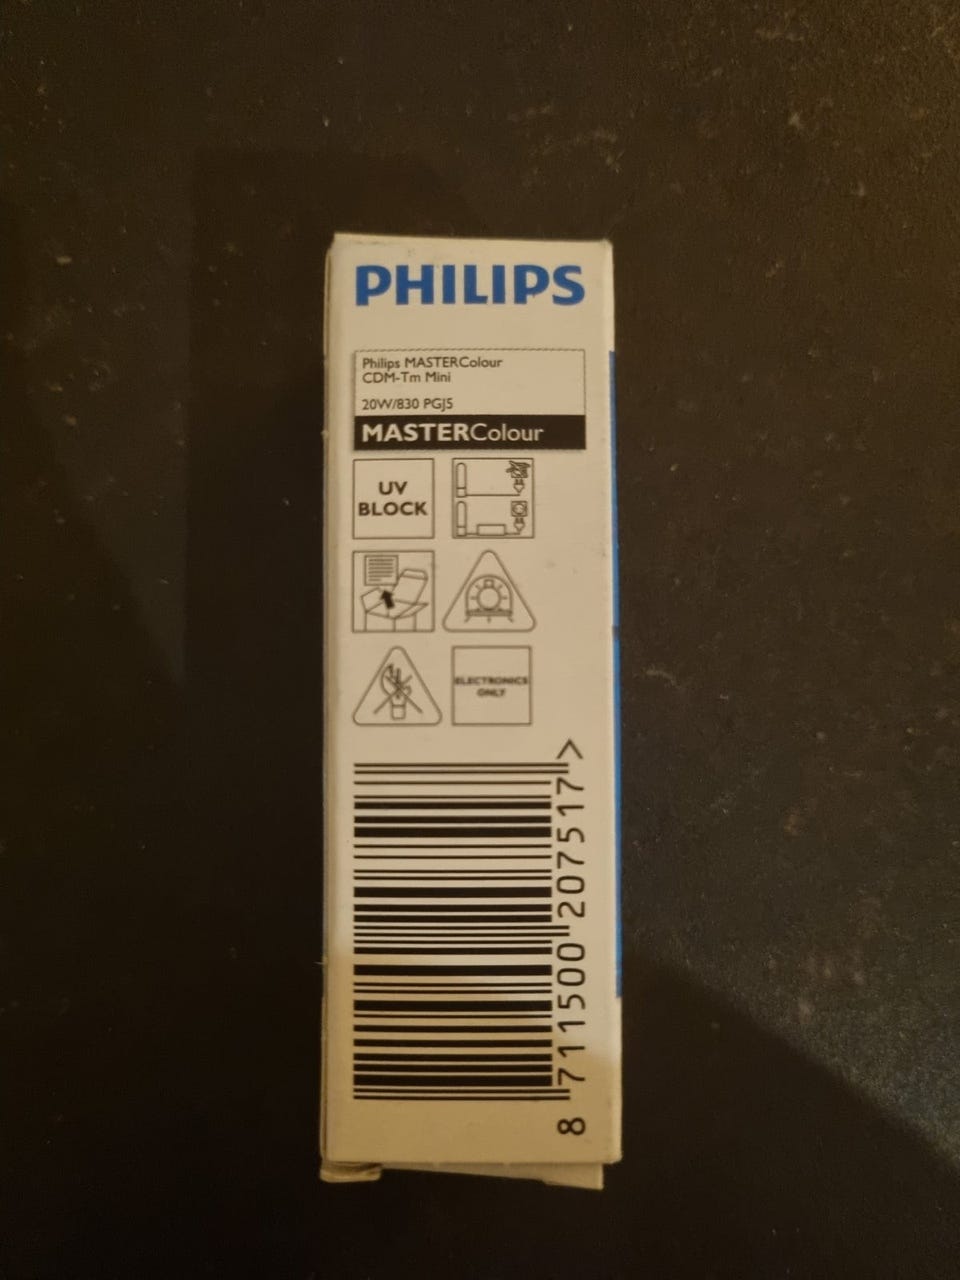 PHILIPS
Philips MASTERColour
CDM-Tm Mini
20W/830 PGJ5
MASTERColour
UV
BLOCK
ELECTRONICS
ONLY
8 711500 207517 >